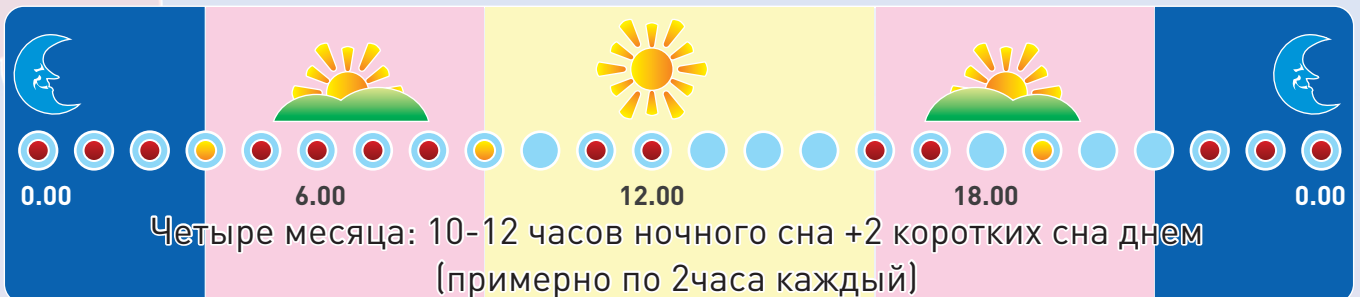 0.00 6.00 12.00 18.00 0.00
Четыре месяца: 10-12 часов ночного сна +2 коротких сна днем
(примерно по 2часа каждый)